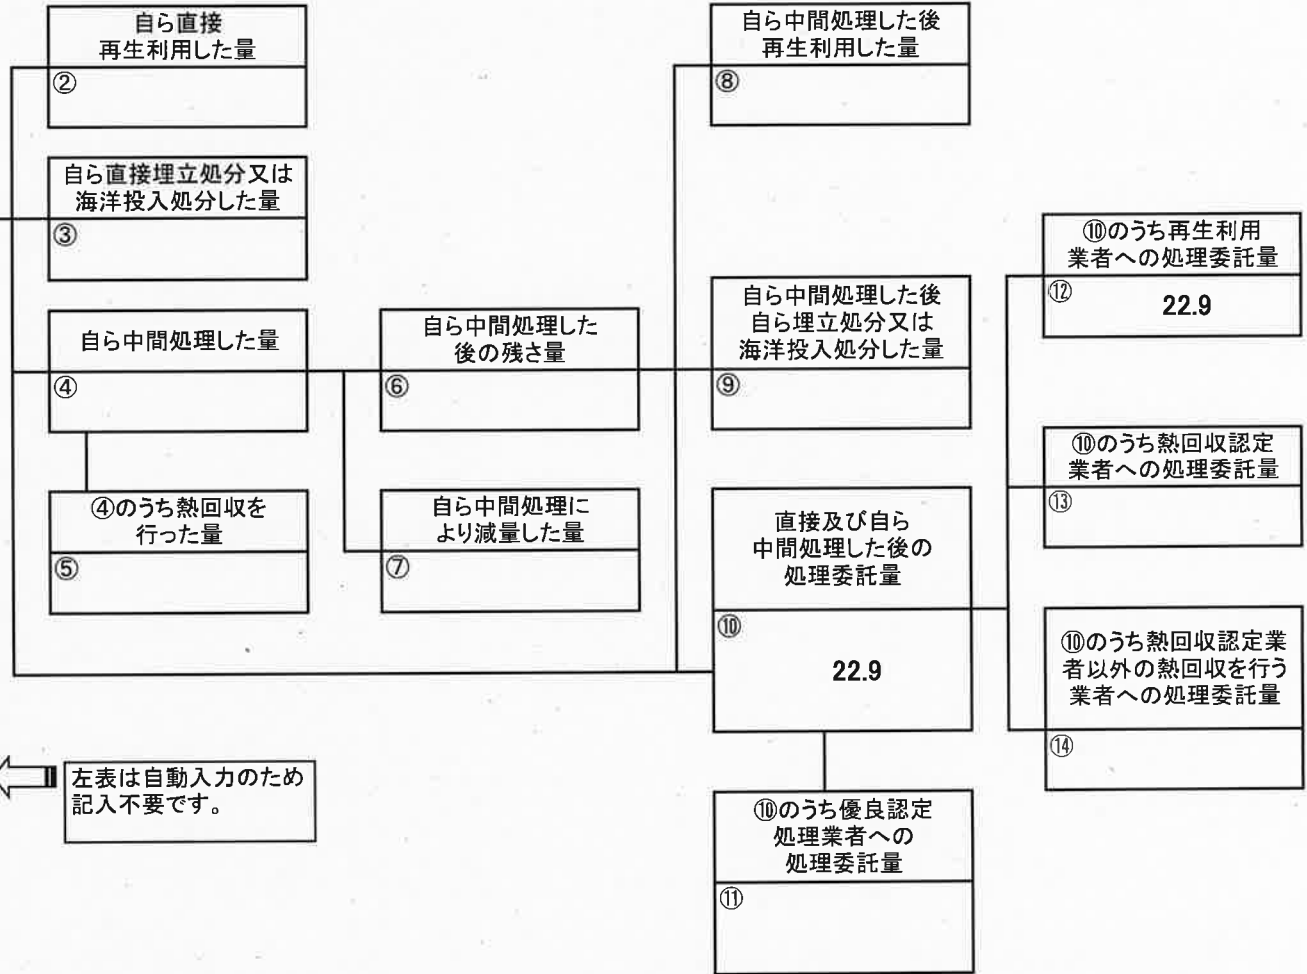 自ら直接
再生利用した量
②
自ら直接埋立処分又は
海洋投入処分した量
③
自ら中間処理した量
④
④のうち熱回収を
行った量
⑤
自ら中間処理した
後の残さ量
⑥
自ら中間処理に
より減量した量
⑦
自ら中間処理した後
再生利用した量
⑧
自ら中間処理した後
自ら埋立処分又は
海洋投入処分した量
⑨
直接及び自ら
中間処理した後の
処理委託量
⑩
22.9
⑩のうち優良認定
処理業者への
処理委託量
⑪
⑩のうち再生利用
業者への処理委託量
⑫
22.9
⑩のうち熱回収認定
業者への処理委託量
⑬
⑩のうち熱回収認定業
者以外の熱回収を行う
業者への処理委託量
⑭
左表は自動入力のため
記入不要です。